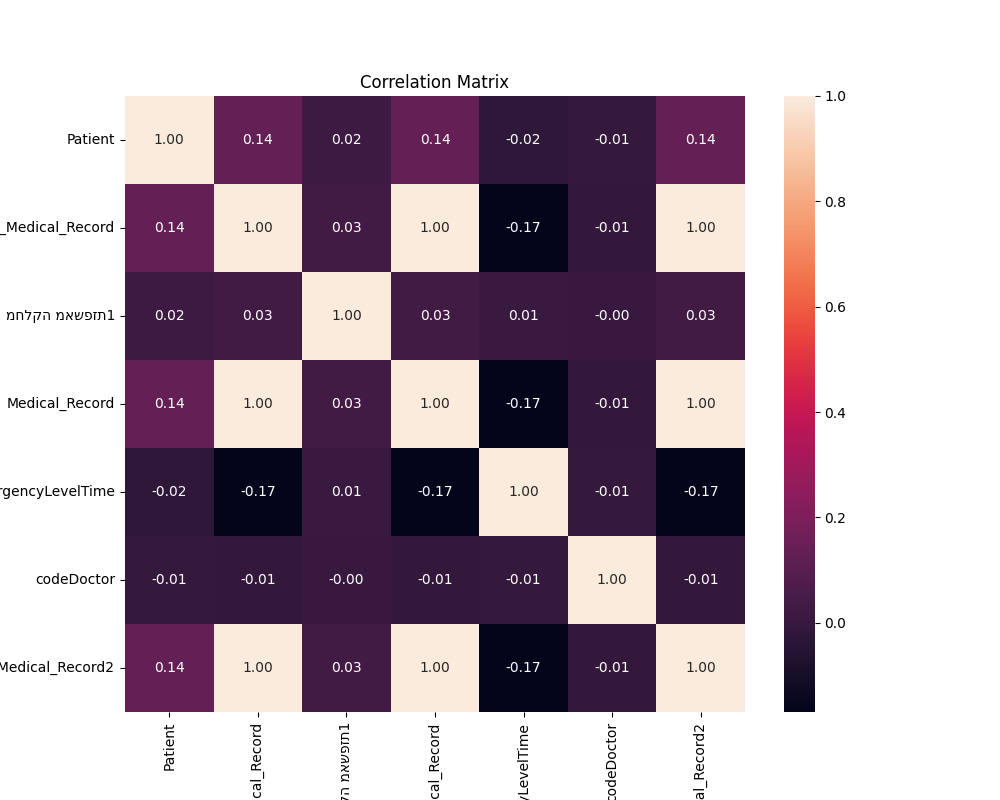 Correlation Matrix
Patient 1.00 0.14 0.02 0.14 -0.02 -0.01 0.14
_Medical_Record 0.14 1.00 0.03 1.00 -0.17 -0.01 1.00
מחלקה מאשפזת1 0.02 0.03 1.00 0.03 0.01 -0.00 0.03
Medical_Record 0.14 1.00 0.03 1.00 -0.17 -0.01 1.00
rgencyLevelTime -0.02 -0.17 0.01 -0.17 1.00 -0.01 -0.17
codeDoctor -0.01 -0.01 -0.00 -0.01 -0.01 1.00 -0.01
Medical_Record2 0.14 1.00 0.03 1.00 -0.17 -0.01 1.00
Patient
cal_Record
קה מאשפזת1
cal_Record
yLevelTime
codeDoctor
al_Record2
1.0
0.8
0.6
0.4
0.2
0.0